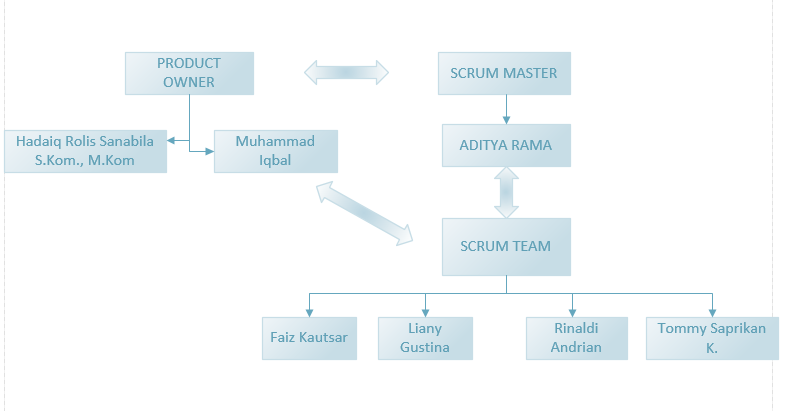 PRODUCT
OWNER
SCRUM MASTER
Hadaiq Rolis Sanabila
S.Kom., M.Kom
Muhammad
Iqbal
ADITYA RAMA
SCRUM TEAM
Faiz Kautsar
Liany
Gustina
Rinaldi
Andrian
Tommy Saprikan
K.